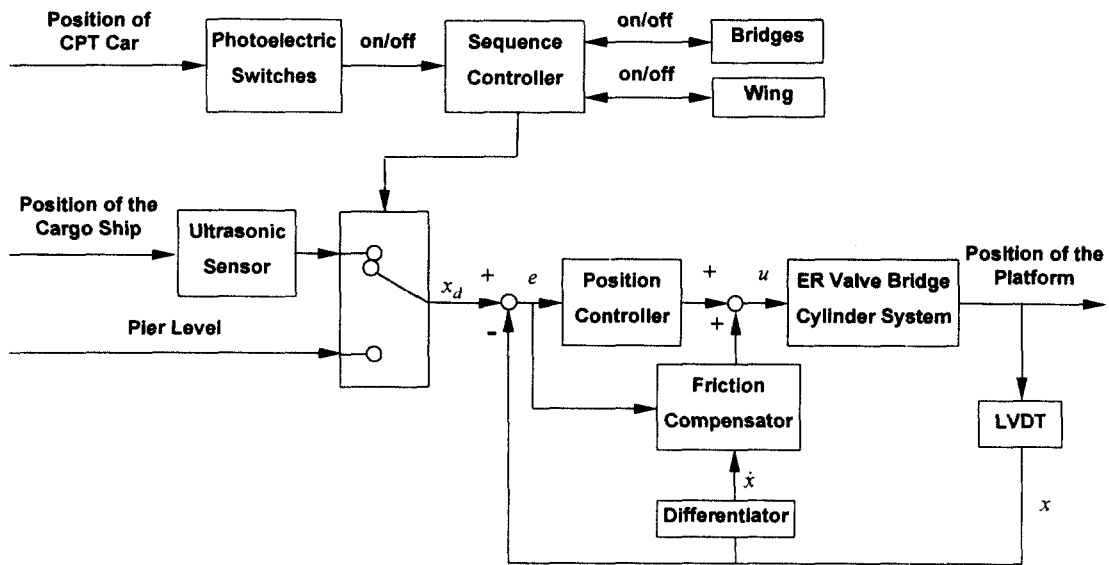 Position of
CPT Car
Photoelectric
Switches
on/off
Sequence
Controller
on/off
Bridges
on/off
Wing
Position of the
Cargo Ship
Ultrasonic
Sensor
Pier Level
x_d
+
-
e
Position
Controller
+
+
u
ER Valve Bridge
Cylinder System
Position of the
Platform
Friction
Compensator
LVDT
ẋ
Differentiator
x